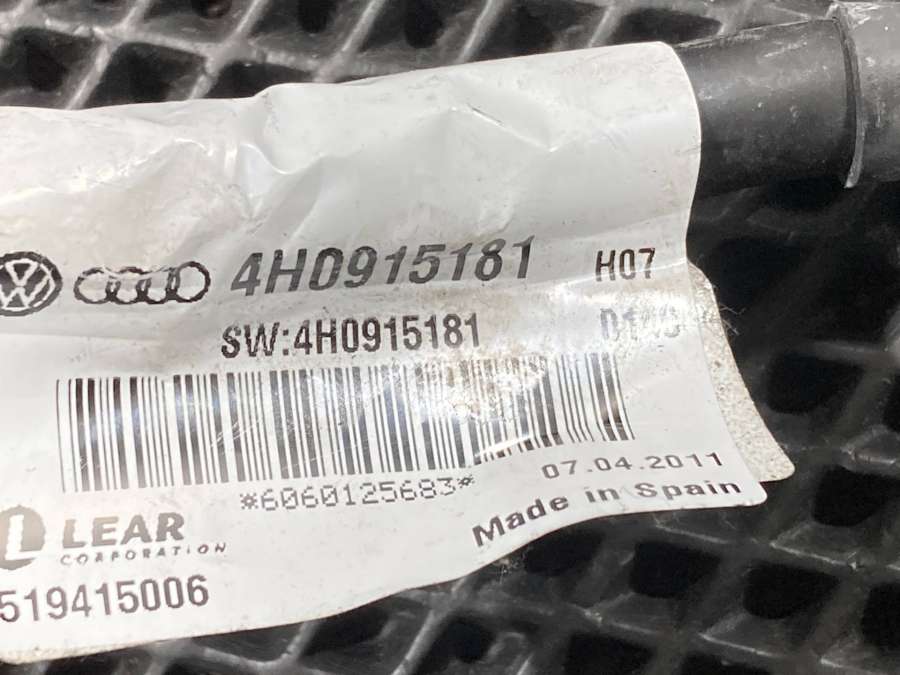 4H0915181 H07
SW:4H0915181
*6060125683*
07.04.2011
Made in Spain
LEAR
CORPORATION
519415006